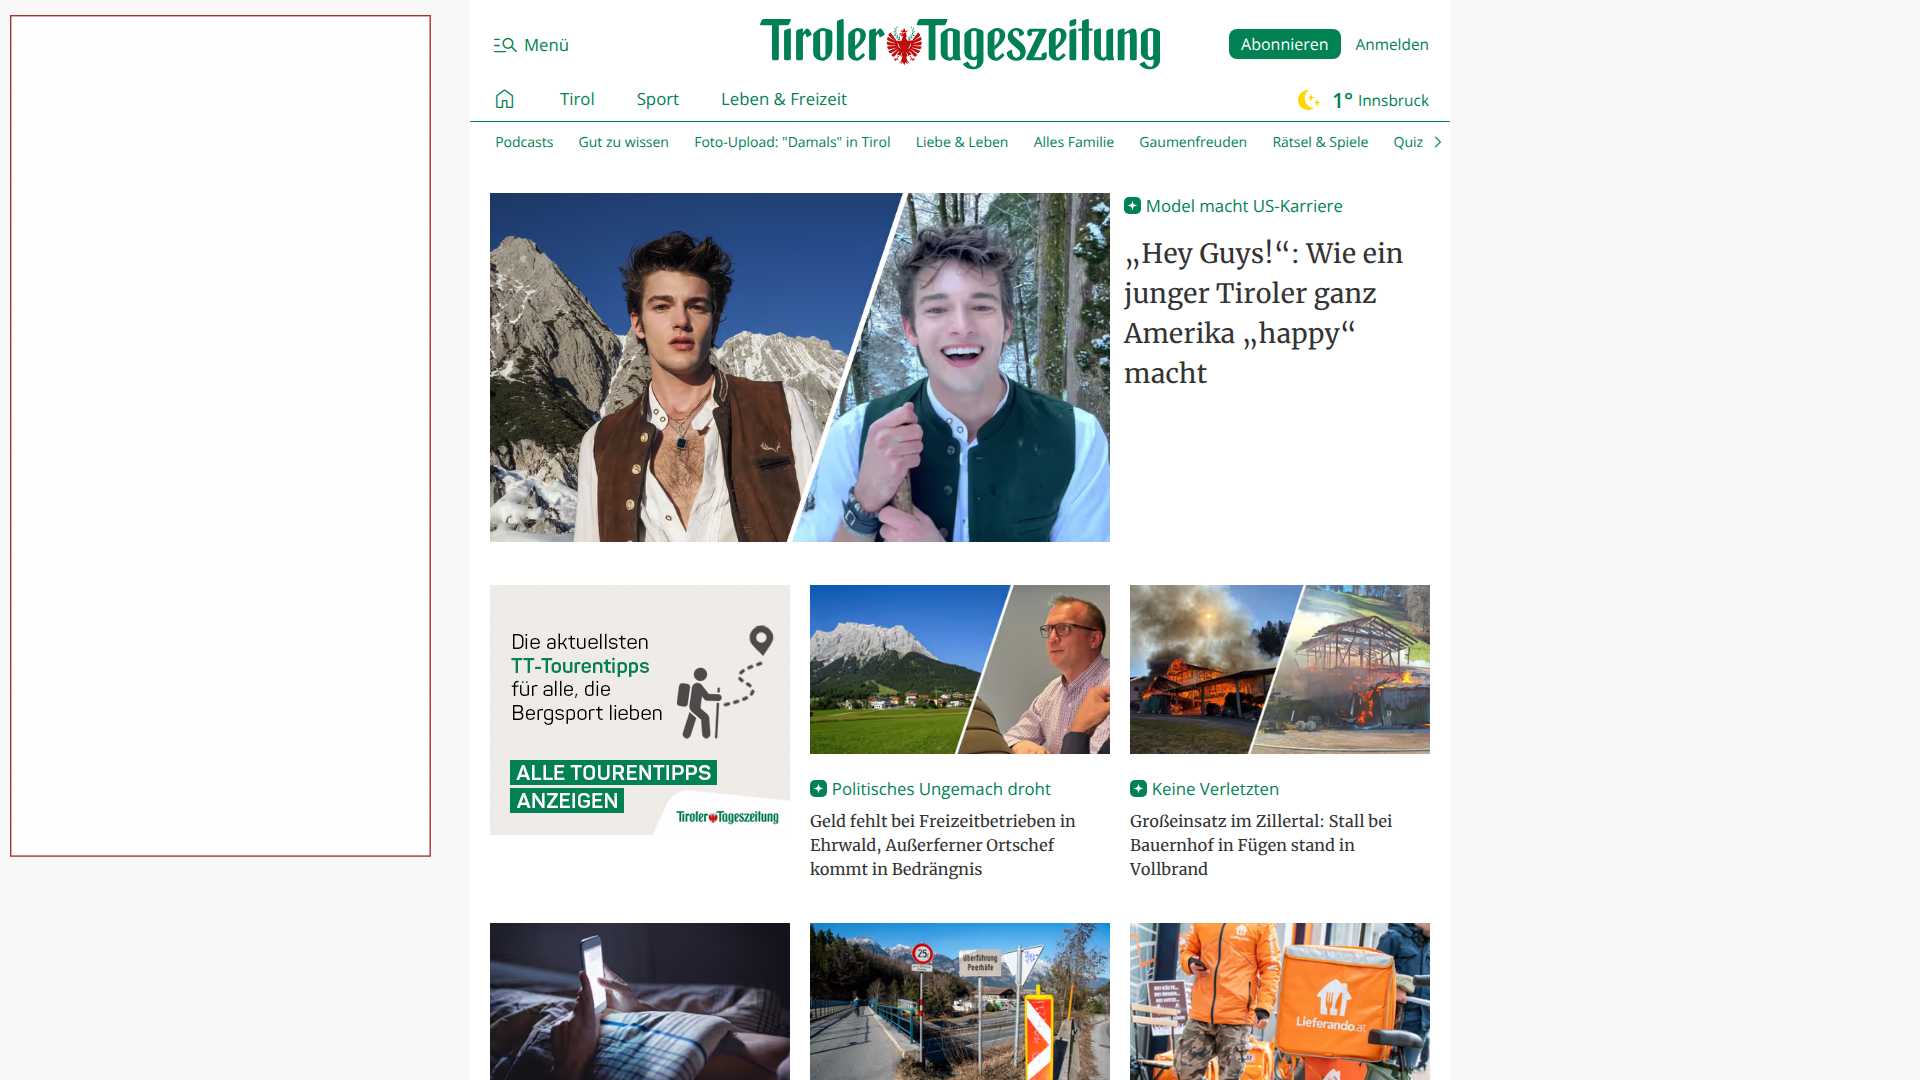 Menü
Tiroler Tageszeitung
Abonnieren
Anmelden
Tirol
Sport
Leben & Freizeit
1° Innsbruck
Podcasts
Gut zu wissen
Foto-Upload: "Damals" in Tirol
Liebe & Leben
Alles Familie
Gaumenfreuden
Rätsel & Spiele
Quiz
Model macht US-Karriere
„Hey Guys!“: Wie ein
junger Tiroler ganz
Amerika „happy“
macht
Die aktuellsten
TT-Tourentipps
für alle, die
Bergsport lieben
ALLE TOURENTIPPS
ANZEIGEN
Tiroler Tageszeitung
Politisches Ungemach droht
Geld fehlt bei Freizeitbetrieben in
Ehrwald, Außerferner Ortschef
kommt in Bedrängnis
Keine Verletzten
Großeinsatz im Zillertal: Stall bei
Bauernhof in Fügen stand in
Vollbrand
25
Überführung
Peerhöfe
Lieferando.at